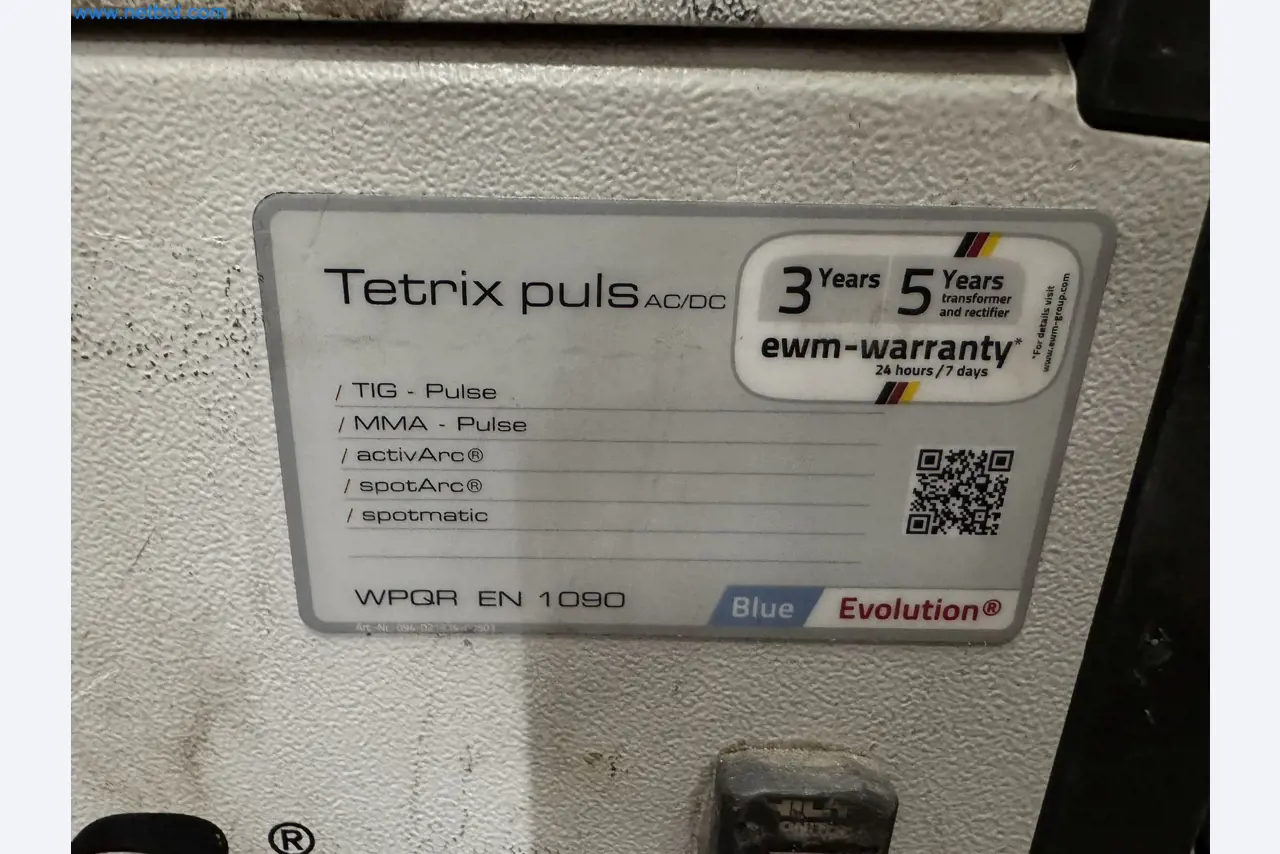 www.netbid.com
Tetrix puls AC/DC
3 Years 5 Years
transformer
and rectifier
ewm-warranty*
24 hours / 7 days
*For details visit
www.ewm-group.com
/ TIG - Pulse
/ MMA - Pulse
/ activArc®
/ spotArc®
/ spotmatic
WPQR EN 1090
Blue Evolution®
Art.-Nr.
®